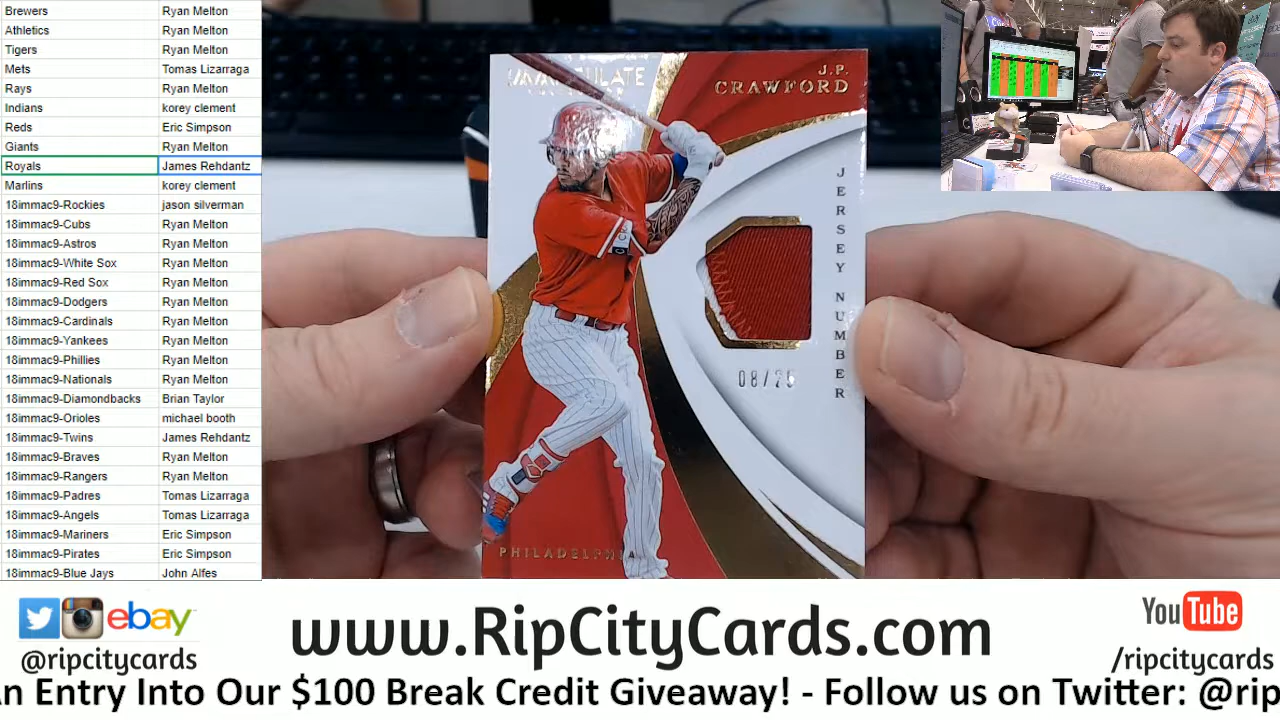 Brewers Ryan Melton
Athletics Ryan Melton
Tigers Ryan Melton
Mets Tomas Lizarraga
Rays Ryan Melton
Indians korey clement
Reds Eric Simpson
Giants Ryan Melton
Royals James Rehdantz
Marlins korey clement
18immac9-Rockies jason silverman
18immac9-Cubs Ryan Melton
18immac9-Astros Ryan Melton
18immac9-White Sox Ryan Melton
18immac9-Red Sox Ryan Melton
18immac9-Dodgers Ryan Melton
18immac9-Cardinals Ryan Melton
18immac9-Yankees Ryan Melton
18immac9-Phillies Ryan Melton
18immac9-Nationals Ryan Melton
18immac9-Diamondbacks Brian Taylor
18immac9-Orioles michael booth
18immac9-Twins James Rehdantz
18immac9-Braves Ryan Melton
18immac9-Rangers Ryan Melton
18immac9-Padres Tomas Lizarraga
18immac9-Angels Tomas Lizarraga
18immac9-Mariners Eric Simpson
18immac9-Pirates Eric Simpson
18immac9-Blue Jays John Alfes
IMMACULATE
J.P.
CRAWFORD
JERSEY NUMBER
08/25
PHILADELPHIA
ebay
@ripcitycards
www.RipCityCards.com
YouTube
/ripcitycards
n Entry Into Our $100 Break Credit Giveaway! - Follow us on Twitter: @rip